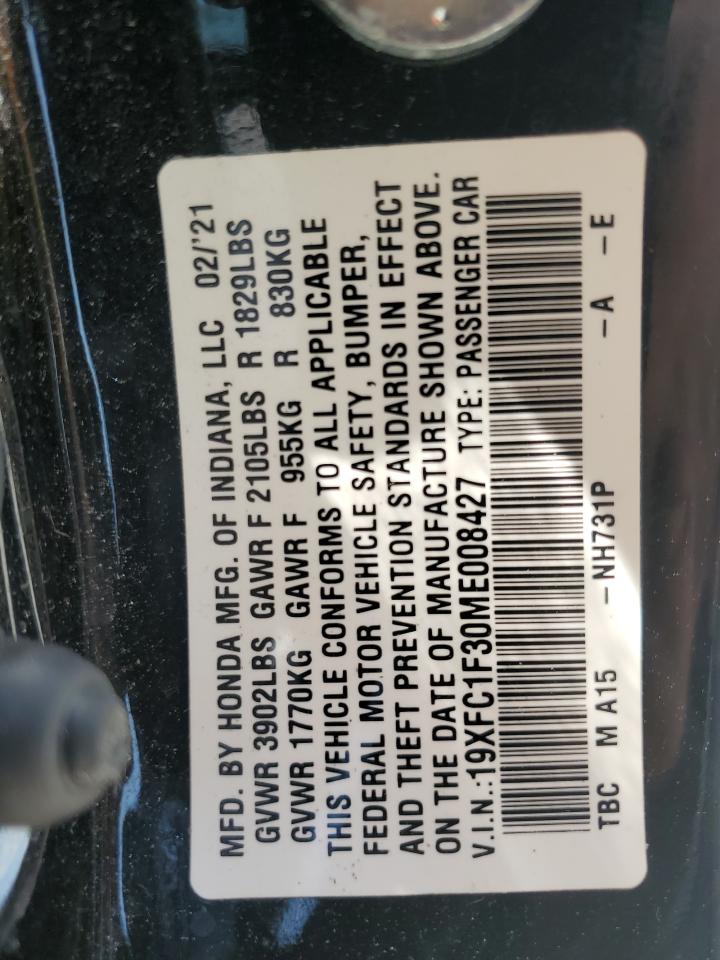 MFD. BY HONDA MFG. OF INDIANA, LLC 02/'21
GVWR 3902LBS GAWR F 2105LBS R 1829LBS
GVWR 1770KG GAWR F 955KG R 830KG
THIS VEHICLE CONFORMS TO ALL APPLICABLE
FEDERAL MOTOR VEHICLE SAFETY, BUMPER,
AND THEFT PREVENTION STANDARDS IN EFFECT
ON THE DATE OF MANUFACTURE SHOWN ABOVE.
V.I.N.:19XFC1F30ME008427 TYPE: PASSENGER CAR
TBC M A15 -NH731P -A -E